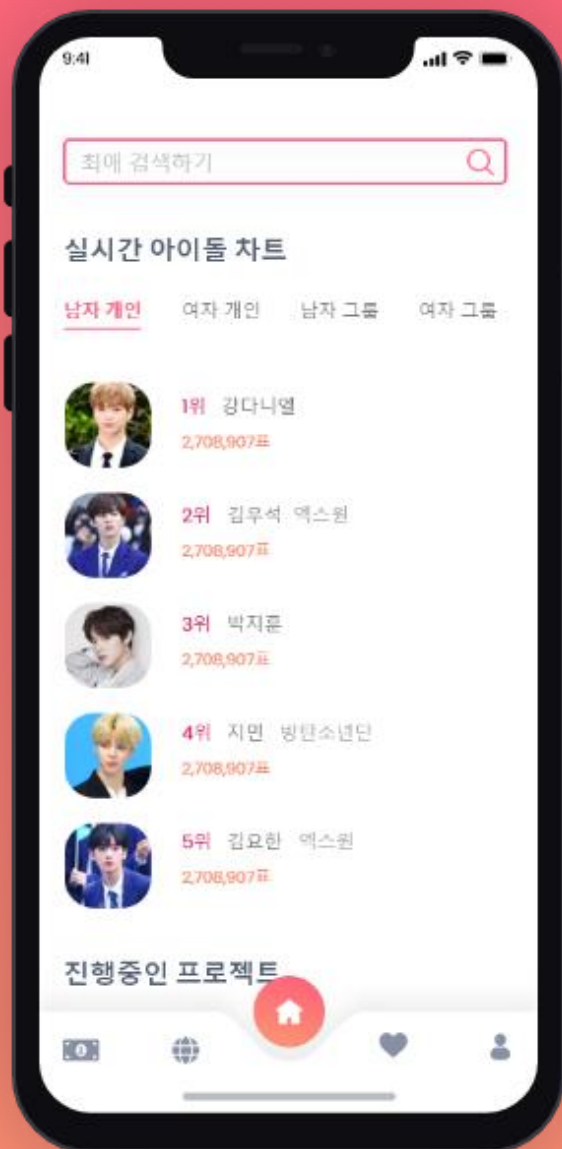 9:41
최애 검색하기
실시간 아이돌 차트
남자 개인 여자 개인 남자 그룹 여자 그룹
1위 강다니엘
2,708,907표
2위 김우석 엑스원
2,708,907표
3위 박지훈
2,708,907표
4위 지민 방탄소년단
2,708,907표
5위 김요한 엑스원
2,708,907표
진행중인 프로젝트